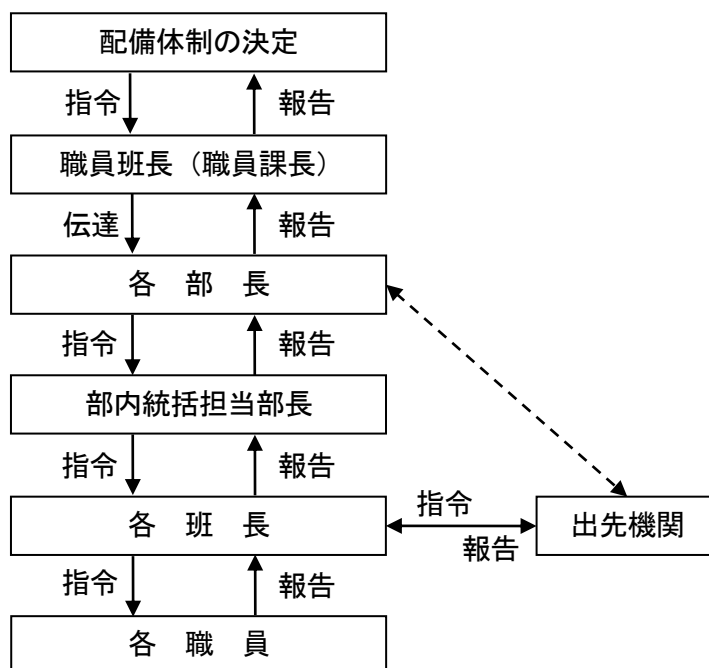 配備体制の決定
指令 報告
職員班長（職員課長）
伝達 報告
各　部　長
指令 報告
部内統括担当部長
指令 報告
各　班　長
指令
報告
出先機関
指令 報告
各　職　員